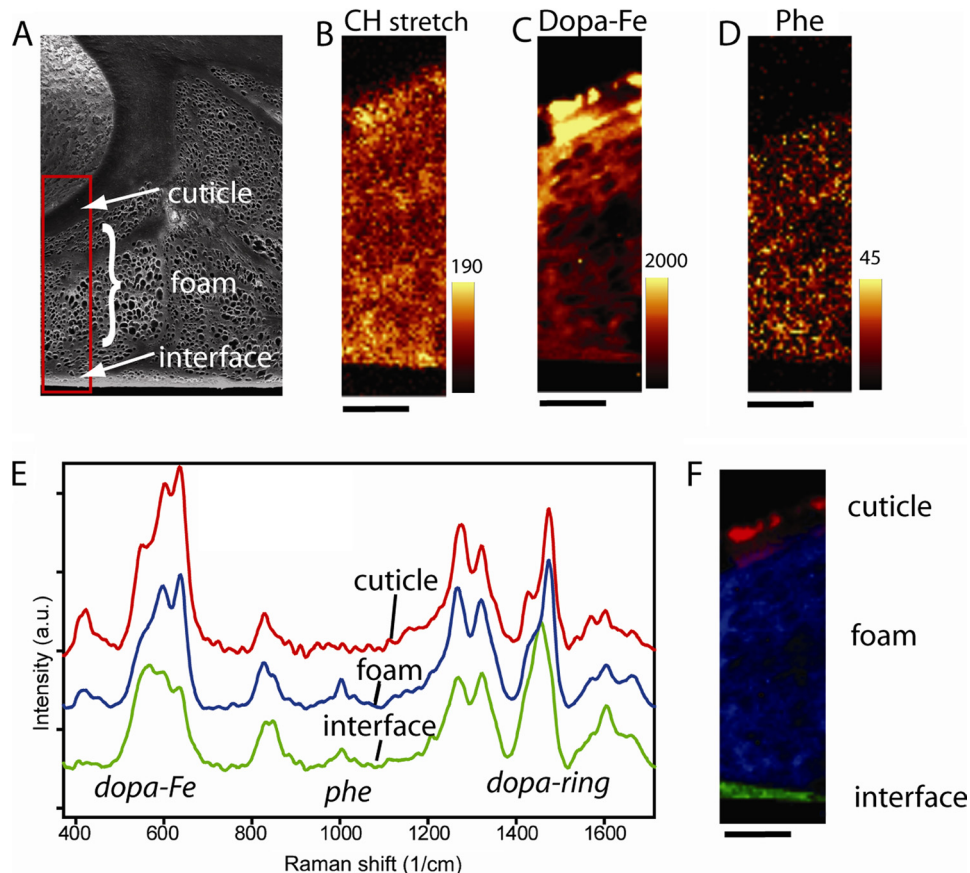 A
B
CH stretch
C
Dopa-Fe
D
Phe
cuticle
foam
interface
190
2000
45
E
F
cuticle
foam
interface
dopa-Fe
phe
dopa-ring
Intensity (a.u.)
400 600 800 1000 1200 1400 1600
Raman shift (1/cm)
cuticle
foam
interface